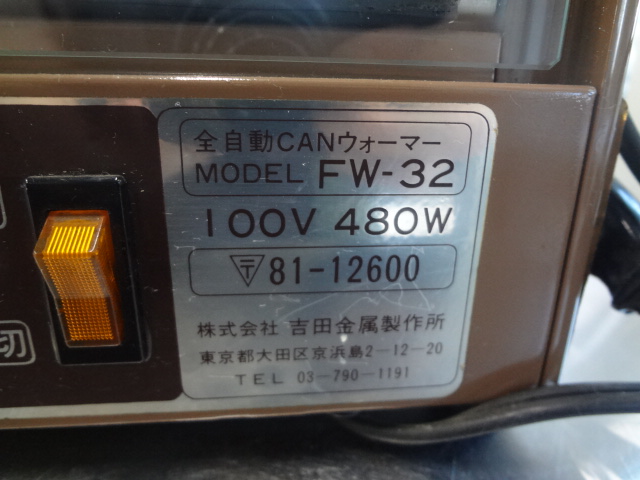 全自動CANウォーマー
MODEL FW-32
100V 480W
〒81-12600
株式会社 吉田金属製作所
東京都大田区京浜島2-12-20
TEL 03-790-1191
切